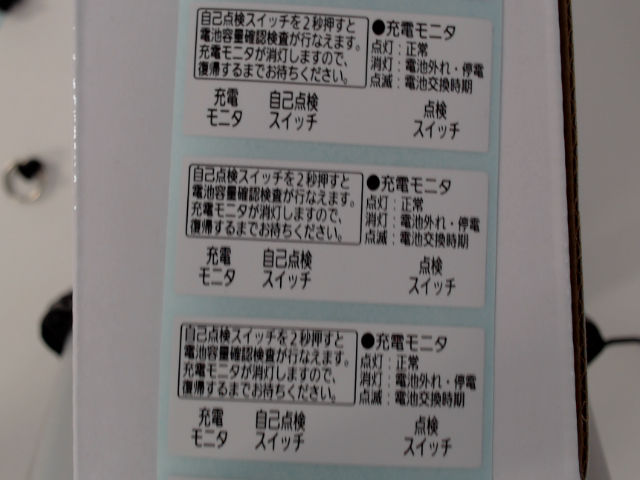 自己点検スイッチを2秒押すと
電池容量確認検査が行なえます。
充電モニタが消灯しますので、
復帰するまでお待ちください。
●充電モニタ
点灯：正常
消灯：電池外れ・停電
点滅：電池交換時期
充電
モニタ
自己点検
スイッチ
点検
スイッチ
自己点検スイッチを2秒押すと
電池容量確認検査が行なえます。
充電モニタが消灯しますので、
復帰するまでお待ちください。
●充電モニタ
点灯：正常
消灯：電池外れ・停電
点滅：電池交換時期
充電
モニタ
自己点検
スイッチ
点検
スイッチ
自己点検スイッチを2秒押すと
電池容量確認検査が行なえます。
充電モニタが消灯しますので、
復帰するまでお待ちください。
●充電モニタ
点灯：正常
消灯：電池外れ・停電
点滅：電池交換時期
充電
モニタ
自己点検
スイッチ
点検
スイッチ